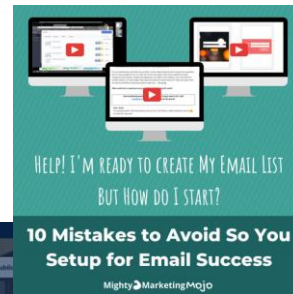 HELP! I'M READY TO CREATE MY EMAIL LIST
BUT HOW DO I START?
10 Mistakes to Avoid So You
Setup for Email Success
Mighty Marketing Mojo